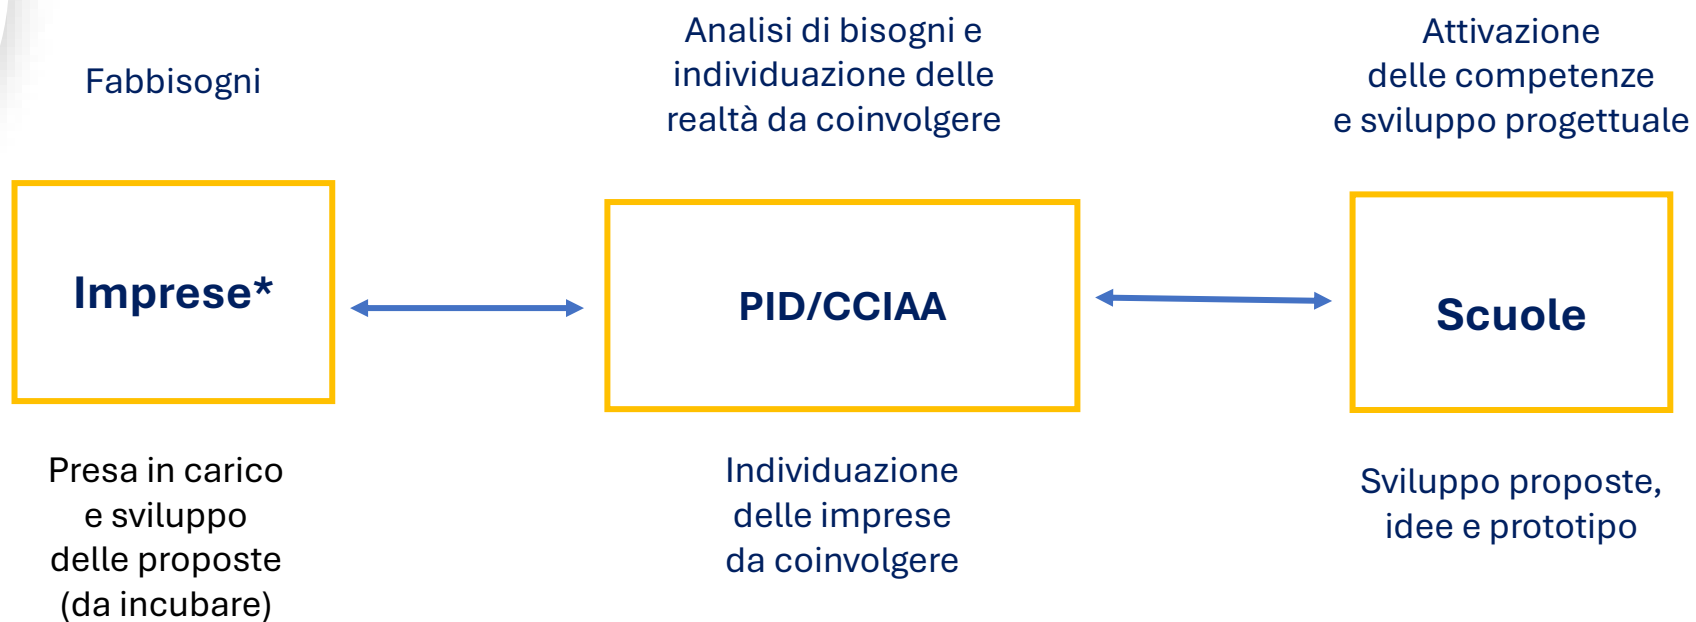 Fabbisogni
Analisi di bisogni e
individuazione delle
realtà da coinvolgere
Attivazione
delle competenze
e sviluppo progettuale
Imprese*
PID/CCIAA
Scuole
Presa in carico
e sviluppo
delle proposte
(da incubare)
Individuazione
delle imprese
da coinvolgere
Sviluppo proposte,
idee e prototipo